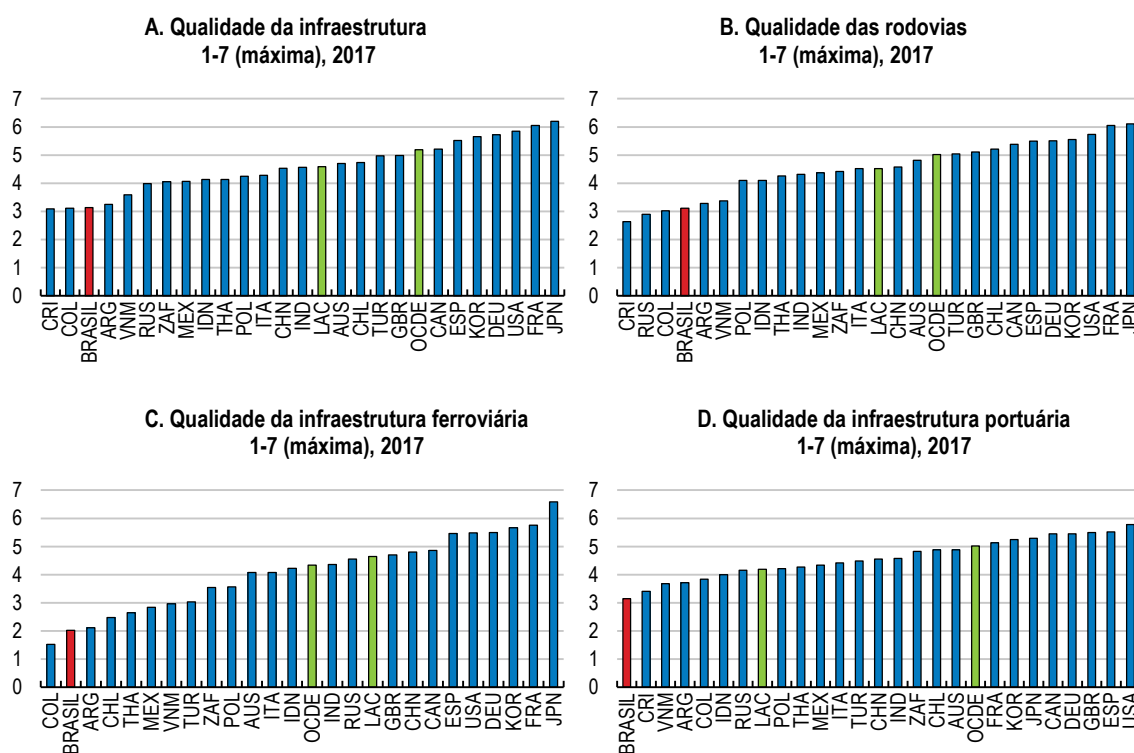 A. Qualidade da infraestrutura
1-7 (máxima), 2017
7
6
5
4
3
2
1
0
CRI
COL
BRASIL
ARG
VNM
RUS
ZAF
MEX
IDN
THA
POL
ITA
CHN
IND
LAC
AUS
CHL
TUR
GBR
OCDE
CAN
ESP
KOR
DEU
USA
FRA
JPN
B. Qualidade das rodovias
1-7 (máxima), 2017
7
6
5
4
3
2
1
0
CRI
RUS
COL
BRASIL
ARG
VNM
POL
IDN
THA
IND
MEX
ZAF
ITA
LAC
CHN
AUS
OCDE
TUR
GBR
CHL
CAN
ESP
DEU
KOR
USA
FRA
JPN
C. Qualidade da infraestrutura ferroviária
1-7 (máxima), 2017
7
6
5
4
3
2
1
0
COL
BRASIL
ARG
CHL
THA
MEX
VNM
TUR
ZAF
POL
AUS
ITA
IDN
OCDE
IND
RUS
LAC
GBR
CHN
CAN
ESP
USA
DEU
KOR
FRA
JPN
D. Qualidade da infraestrutura portuária
1-7 (máxima), 2017
7
6
5
4
3
2
1
0
BRASIL
CRI
VNM
ARG
COL
IDN
RUS
LAC
POL
THA
MEX
ITA
TUR
CHN
IND
ZAF
CHL
AUS
OCDE
FRA
KOR
JPN
CAN
DEU
GBR
ESP
USA